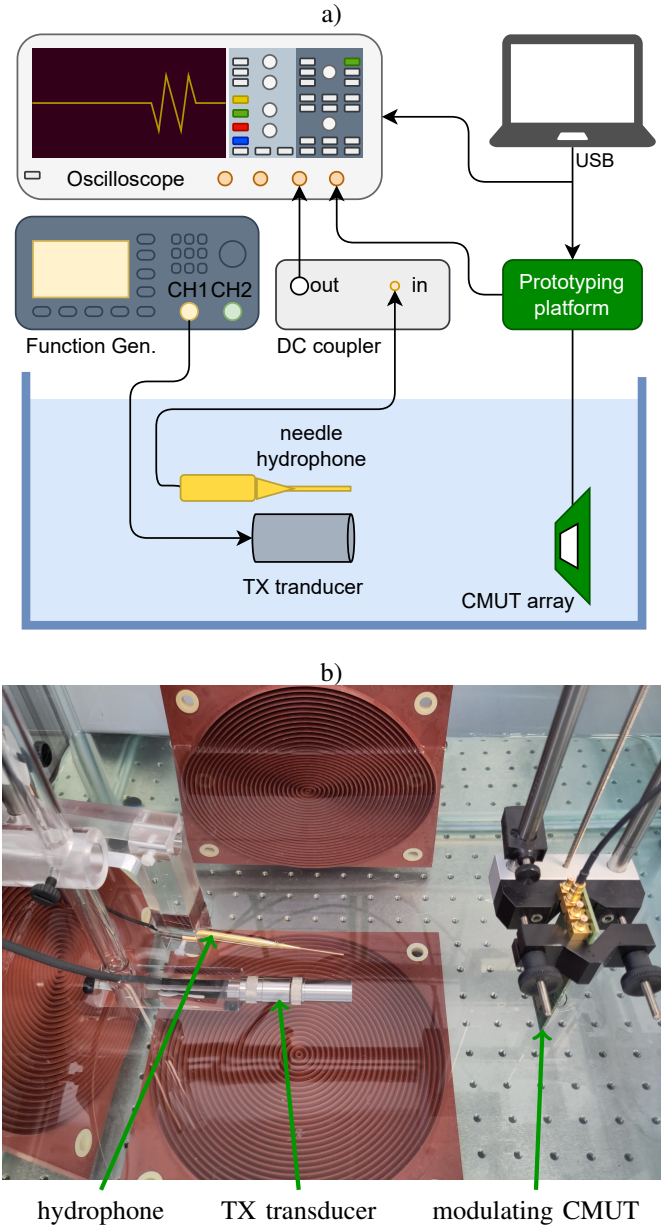 a)
Oscilloscope
USB
CH1 CH2
out
in
Prototyping
platform
Function Gen.
DC coupler
needle
hydrophone
TX tranducer
CMUT array
b)
hydrophone
TX transducer
modulating CMUT